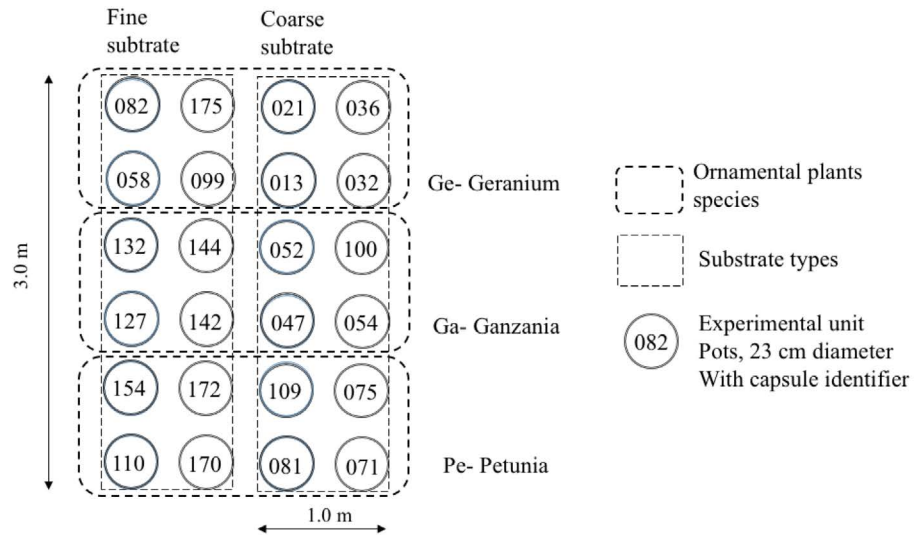 Fine
subtrate
Coarse
substrate
082 175 021 036
058 099 013 032
Ge- Geranium
132 144 052 100
127 142 047 054
Ga- Ganzania
154 172 109 075
110 170 081 071
Pe- Petunia
3.0 m
1.0 m
Ornamental plants
species
Substrate types
082
Experimental unit
Pots, 23 cm diameter
With capsule identifier